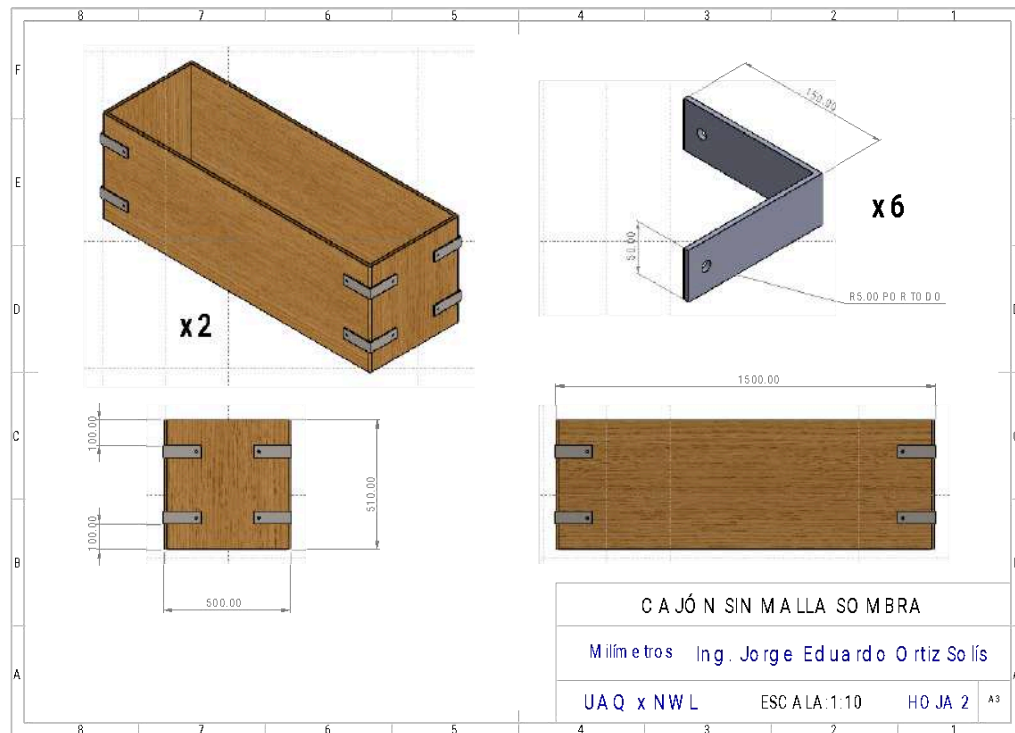 8 7 6 5 4 3 2 1
F
E
D
C
B
A
150.00
x 6
50.00
R5.00 POR TODO
x 2
D
1500.00
100.00
510.00
100.00
500.00
CAJÓN SIN MALLA SOMBRA
Milímetros Ing. Jorge Eduardo Ortiz Solís
UAQ x NWL ESCALA:1:10 HOJA 2 A3
8 7 6 5 4 3 2 1